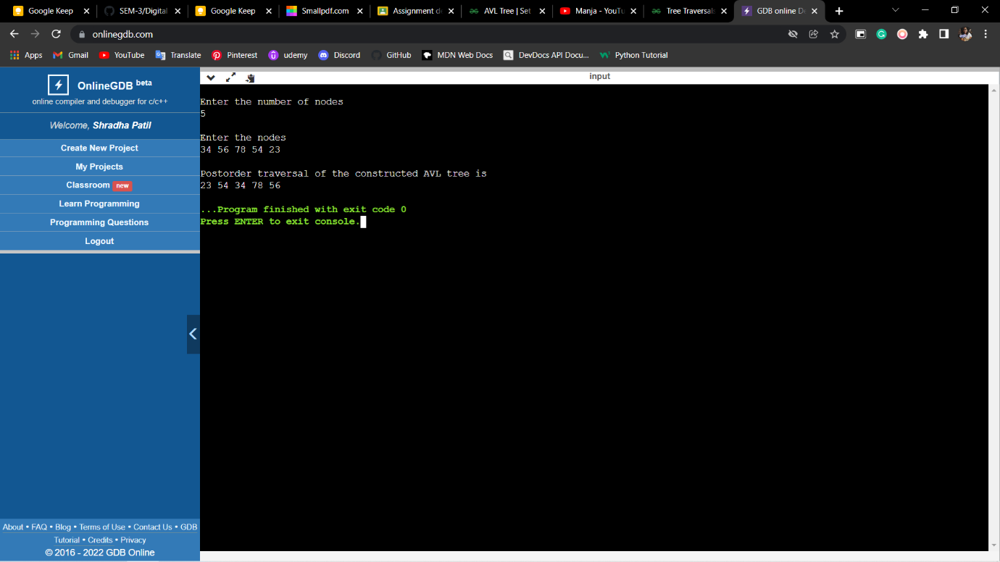 Google Keep
SEM-3/Digital
Google Keep
Smallpdf.com
Assignment de
AVL Tree | Set
Manja - YouTu
Tree Traversals
GDB online De
onlinegdb.com
Apps
Gmail
YouTube
Translate
Pinterest
udemy
Discord
GitHub
MDN Web Docs
DevDocs API Docu...
Python Tutorial
OnlineGDB beta
online compiler and debugger for c/c++
Welcome, Shradha Patil
Create New Project
My Projects
Classroom new
Learn Programming
Programming Questions
Logout
input
Enter the number of nodes
5
Enter the nodes
34 56 78 54 23
Postorder traversal of the constructed AVL tree is
23 54 34 78 56
...Program finished with exit code 0
Press ENTER to exit console.
About • FAQ • Blog • Terms of Use • Contact Us • GDB
Tutorial • Credits • Privacy
© 2016 - 2022 GDB Online